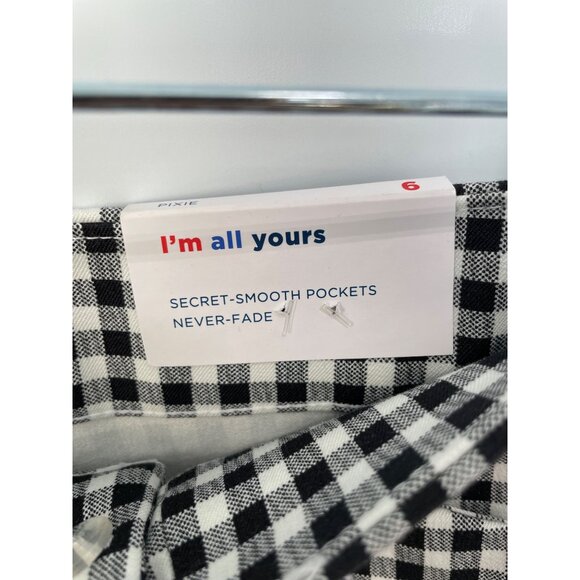 PIXIE 6
I'm all yours
SECRET-SMOOTH POCKETS
NEVER-FADE